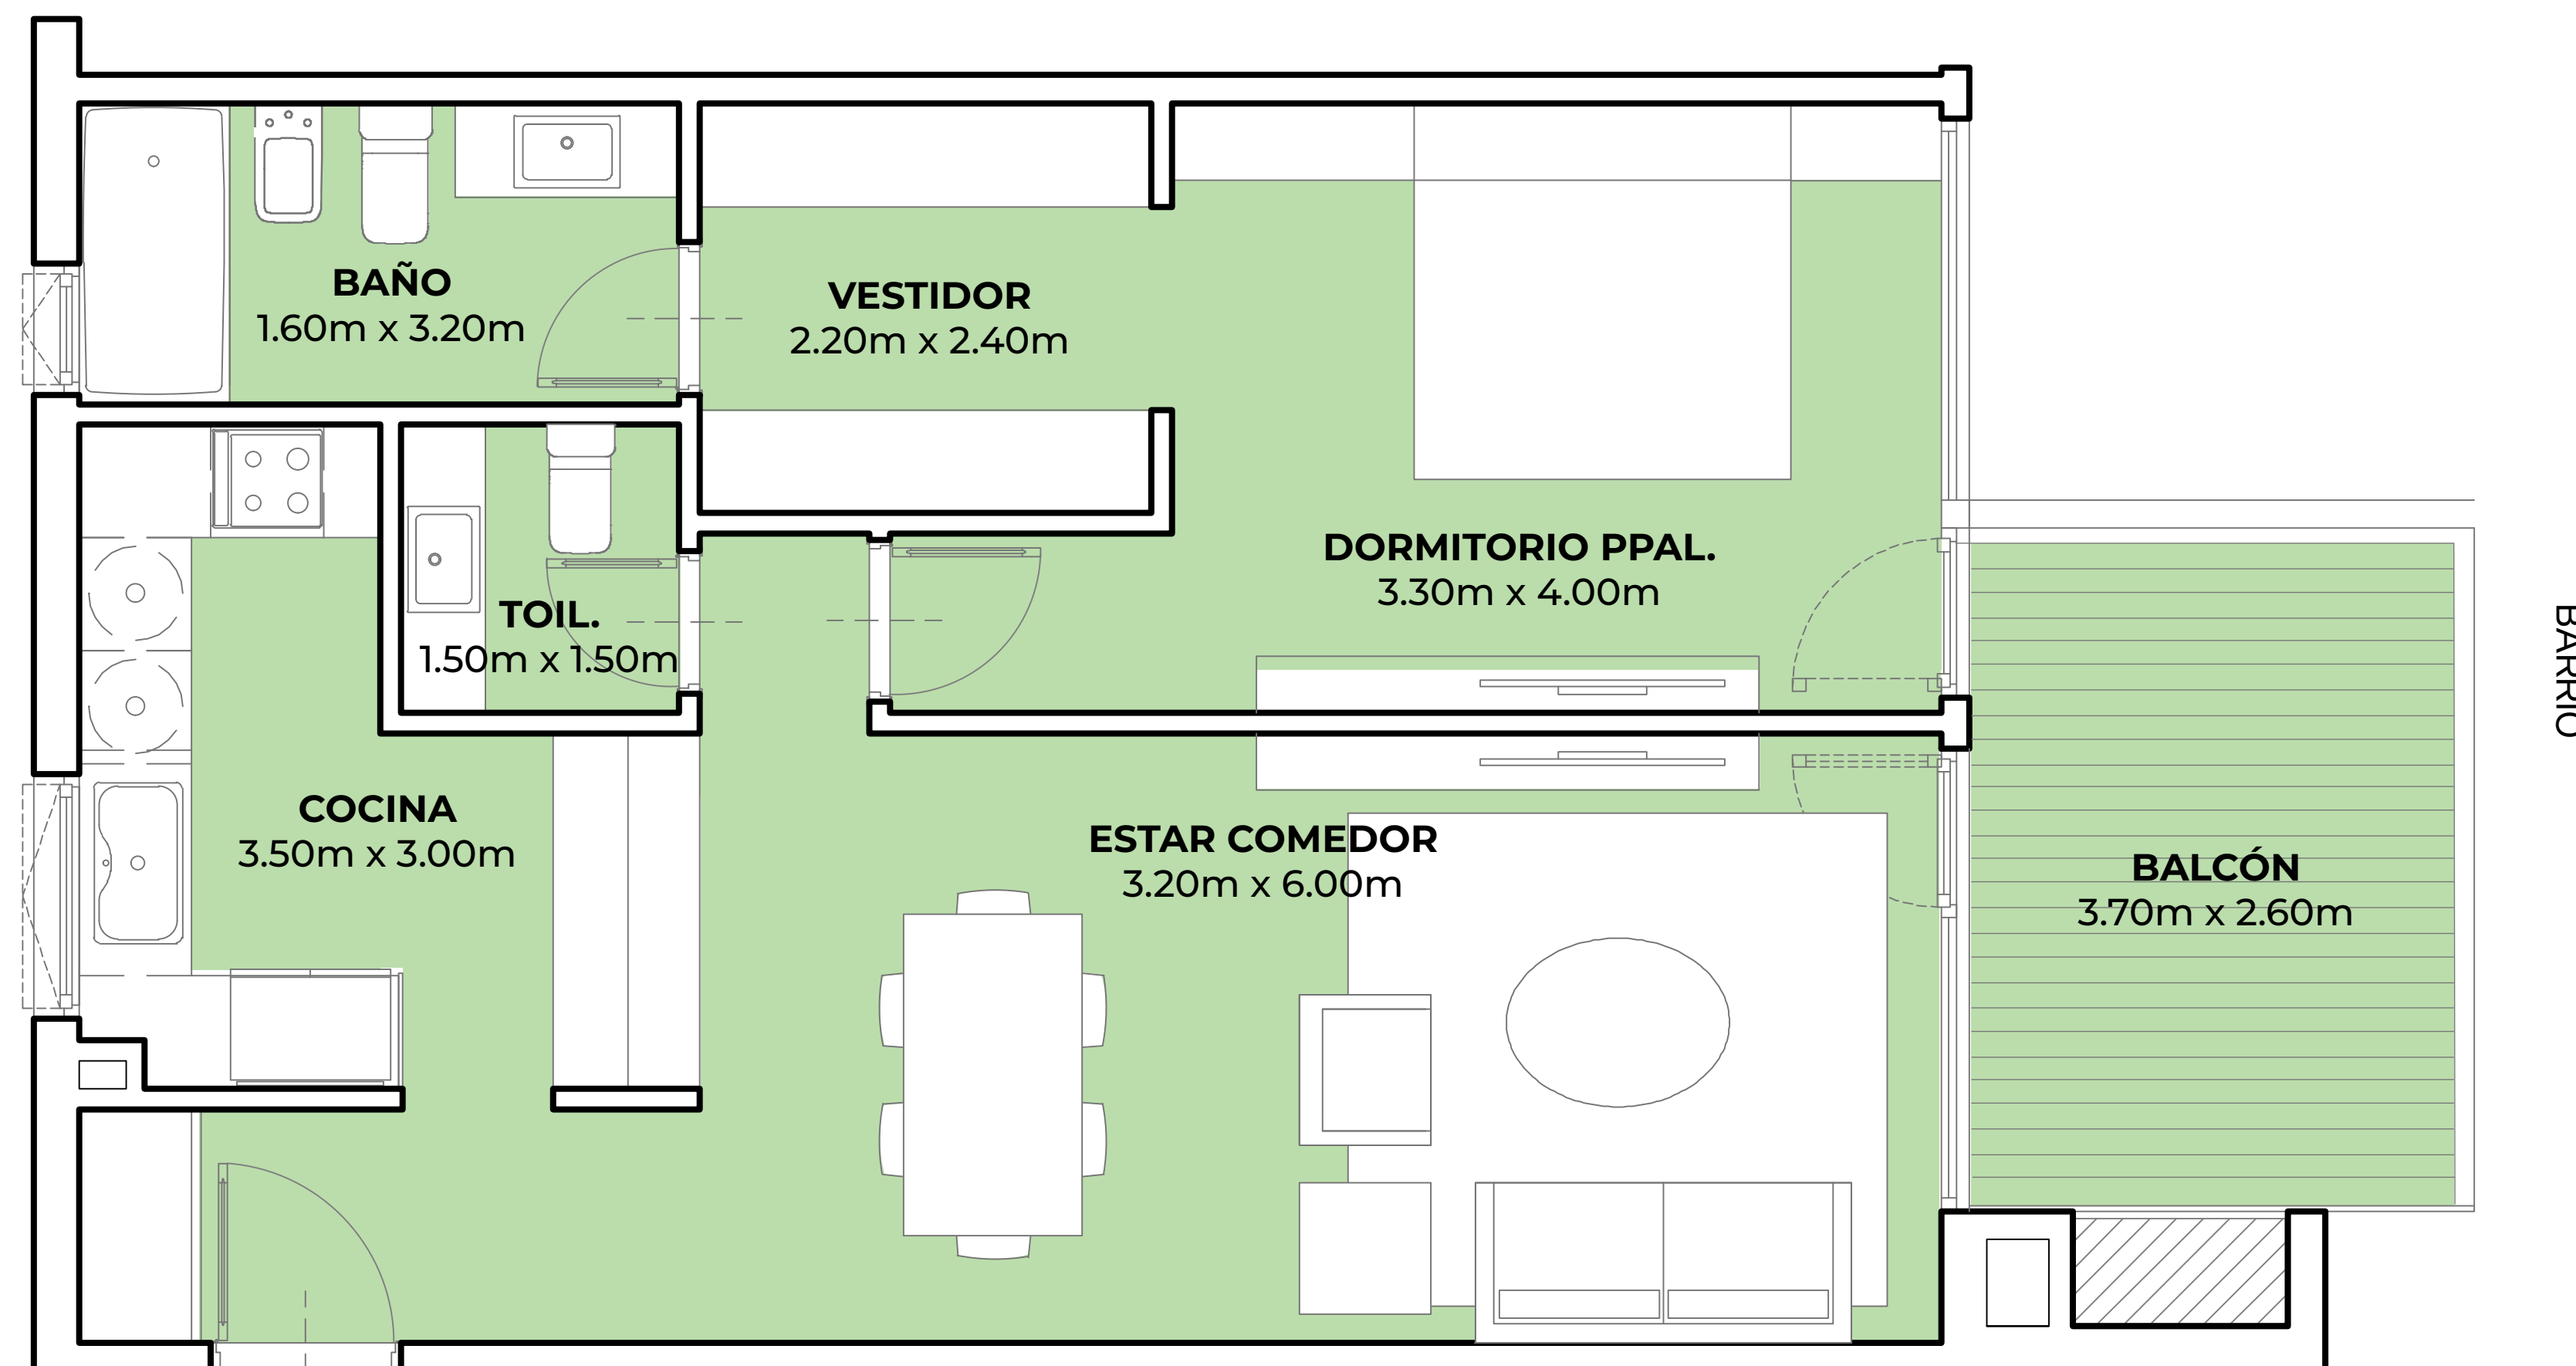 BAÑO
1.60m x 3.20m
VESTIDOR
2.20m x 2.40m
DORMITORIO PPAL.
3.30m x 4.00m
TOIL.
1.50m x 1.50m
COCINA
3.50m x 3.00m
ESTAR COMEDOR
3.20m x 6.00m
BALCÓN
3.70m x 2.60m
BARRIO